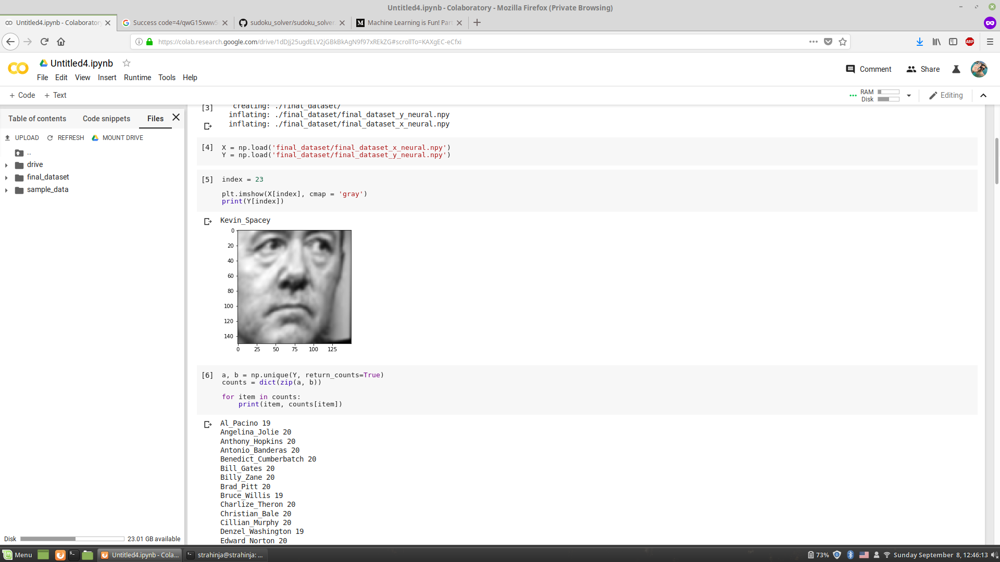 Untitled4.ipynb - Colaboratory - Mozilla Firefox (Private Browsing)
Untitled4.ipynb - Colaboratory
Success code=4/qwG15xww5
sudoku_solver/sudoku_solver
Machine Learning is Fun! Part
https://colab.research.google.com/drive/1dDJj25ugdELV2jGBkBkAgN9f97xREkZG#scrollTo=KAXgEC-eCfxi
ABP
Untitled4.ipynb
Comment
Share
File Edit View Insert Runtime Tools Help
+ Code + Text
RAM
Disk
Editing
Table of contents Code snippets Files
UPLOAD REFRESH MOUNT DRIVE
..
drive
final_dataset
sample_data
Disk 23.01 GB available
[3] creating: ./final_dataset/
inflating: ./final_dataset/final_dataset_y_neural.npy
inflating: ./final_dataset/final_dataset_x_neural.npy
[4] X = np.load('final_dataset/final_dataset_x_neural.npy')
Y = np.load('final_dataset/final_dataset_y_neural.npy')
[5] index = 23
plt.imshow(X[index], cmap = 'gray')
print(Y[index])
Kevin_Spacey
0
20
40
60
80
100
120
140
0 25 50 75 100 125
[6] a, b = np.unique(Y, return_counts=True)
counts = dict(zip(a, b))
for item in counts:
print(item, counts[item])
Al_Pacino 19
Angelina_Jolie 20
Anthony_Hopkins 20
Antonio_Banderas 20
Benedict_Cumberbatch 20
Bill_Gates 20
Billy_Zane 20
Brad_Pitt 20
Bruce_Willis 19
Charlize_Theron 20
Christian_Bale 20
Cillian_Murphy 20
Denzel_Washington 19
Edward_Norton 20
Menu
Untitled4.ipynb - Cola...
strahinja@strahinja: ...
73%
Sunday September 8, 12:46:13